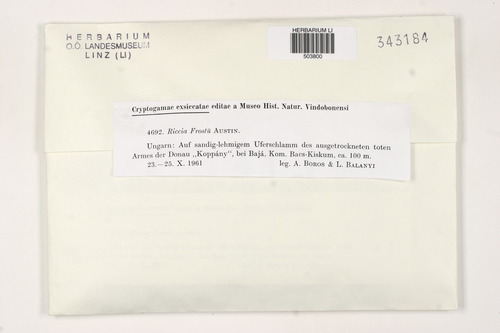 HERBARIUM
O.Ö. LANDESMUSEUM
LINZ (LI)
HERBARIUM LI
503800
343184
Cryptogamae exsiccatae editae a Museo Hist. Natur. Vindobonensi
4692. Riccia Frostii AUSTIN.
Ungarn: Auf sandig-lehmigem Uferschlamm des ausgetrockneten toten
Armes der Donau „Koppány", bei Bajá, Kom. Bacs-Kiskum, ca. 100 m.
23.—25. X. 1961 leg. A. BOROS & L. BALANYI